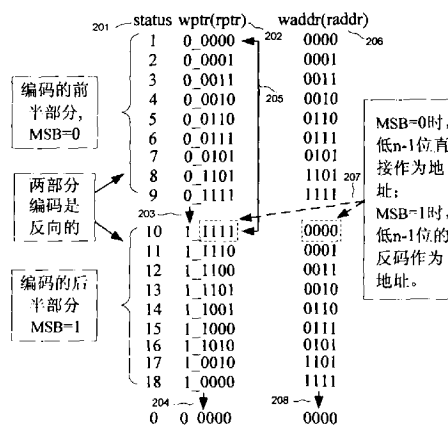 201 status wptr(rptr) 202 waddr(raddr) 206
1 0_0000 0000
2 0_0001 0001
3 0_0011 0011
4 0_0010 0010
5 0_0110 0110
6 0_0111 0111
7 0_0101 0101
8 0_1101 1101
9 0_1111 1111
10 1_1111 0000
11 1_1110 0001
12 1_1100 0011
13 1_1101 0010
14 1_1001 0110
15 1_1000 0111
16 1_1010 0101
17 1_0010 1101
18 1_0000 1111
0 0_0000 0000
203
204
205
207
208
编码的前
半部分,
MSB=0
两部分
编码是
反向的
编码的后
半部分
MSB=1
MSB=0时,
低n-1位直
接作为地
址;
MSB=1时,
低n-1位的
反码作为
地址。